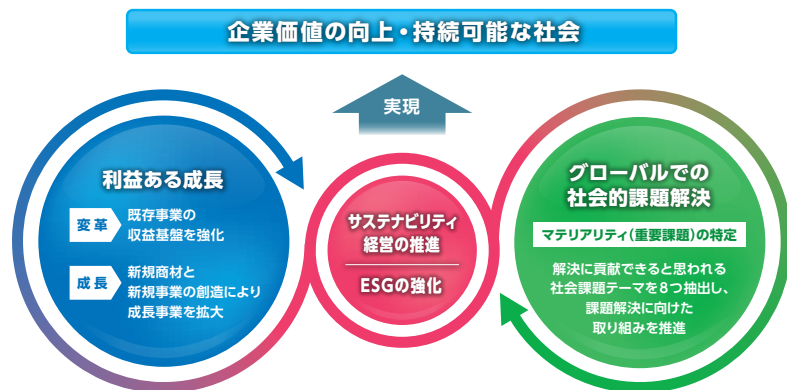 企業価値の向上・持続可能な社会
実現
利益ある成長
変革
既存事業の
収益基盤を強化
成長
新規商材と
新規事業の創造により
成長事業を拡大
サステナビリティ
経営の推進
ESGの強化
グローバルでの
社会的課題解決
マテリアリティ(重要課題)の特定
解決に貢献できると思われる
社会課題テーマを8つ抽出し、
課題解決に向けた
取り組みを推進